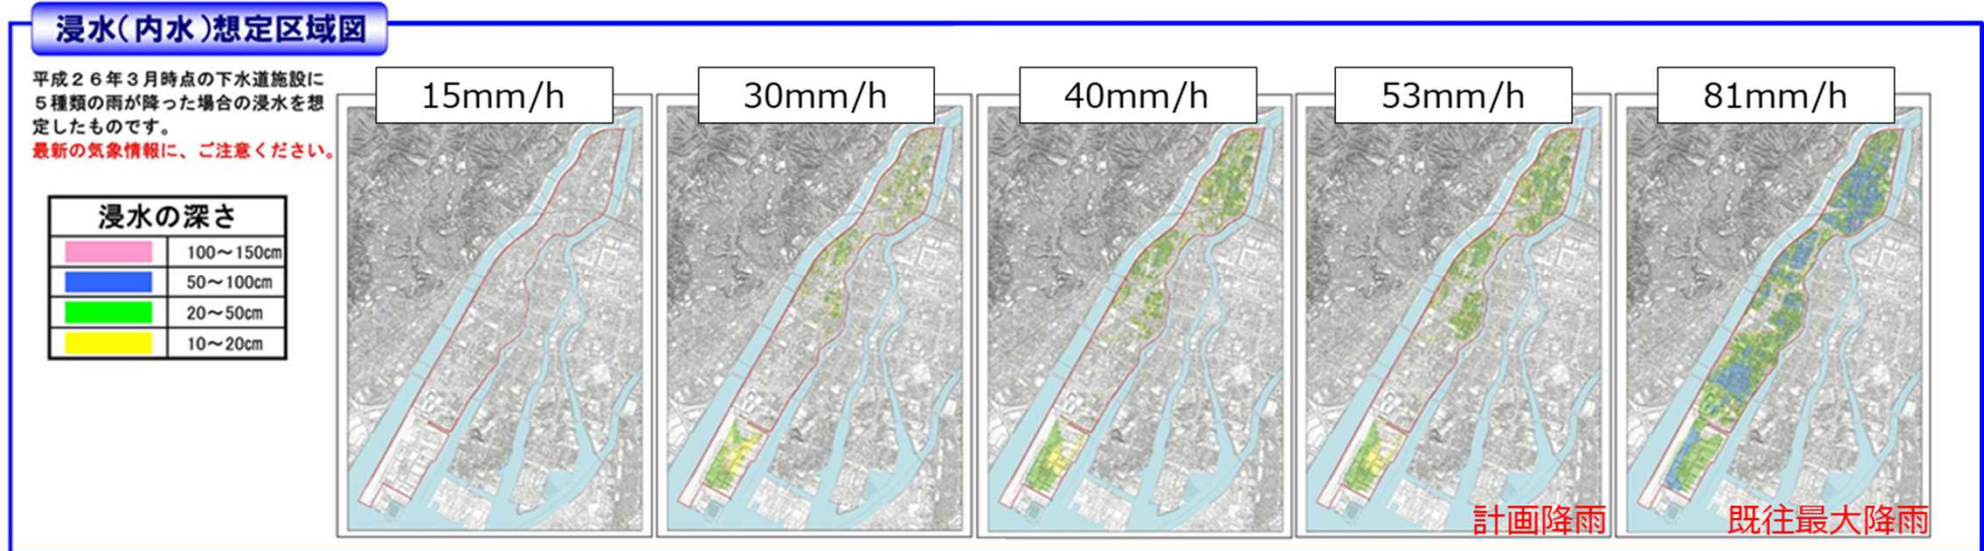 浸水(内水)想定区域図
平成２６年３月時点の下水道施設に
５種類の雨が降った場合の浸水を想
定したものです。
最新の気象情報に、ご注意ください。
浸水の深さ
100～150cm
50～100cm
20～50cm
10～20cm
15mm/h
30mm/h
40mm/h
53mm/h
81mm/h
計画降雨
既往最大降雨